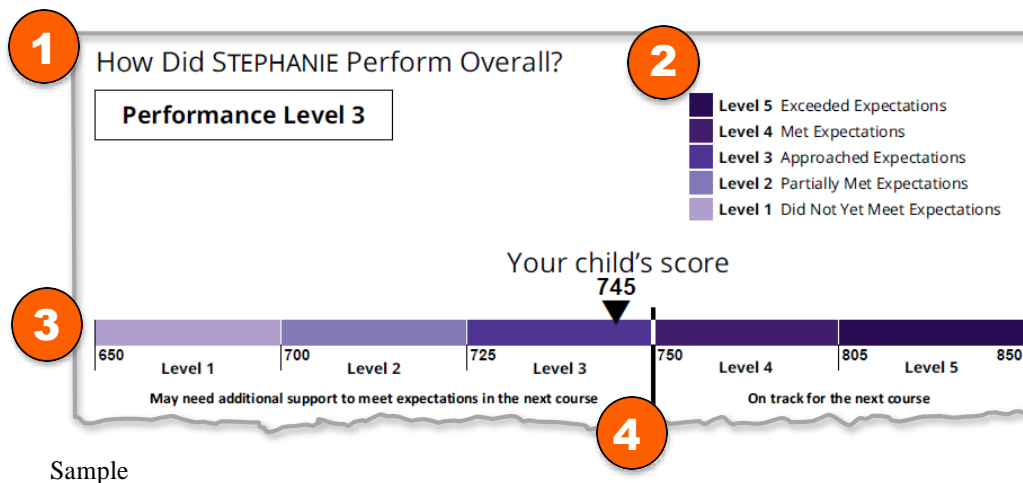 1
How Did STEPHANIE Perform Overall?
2
Performance Level 3
Level 5 Exceeded Expectations
Level 4 Met Expectations
Level 3 Approached Expectations
Level 2 Partially Met Expectations
Level 1 Did Not Yet Meet Expectations
Your child's score
745
3
650 700 725 750 805 850
Level 1 Level 2 Level 3 Level 4 Level 5
May need additional support to meet expectations in the next course On track for the next course
4
Sample